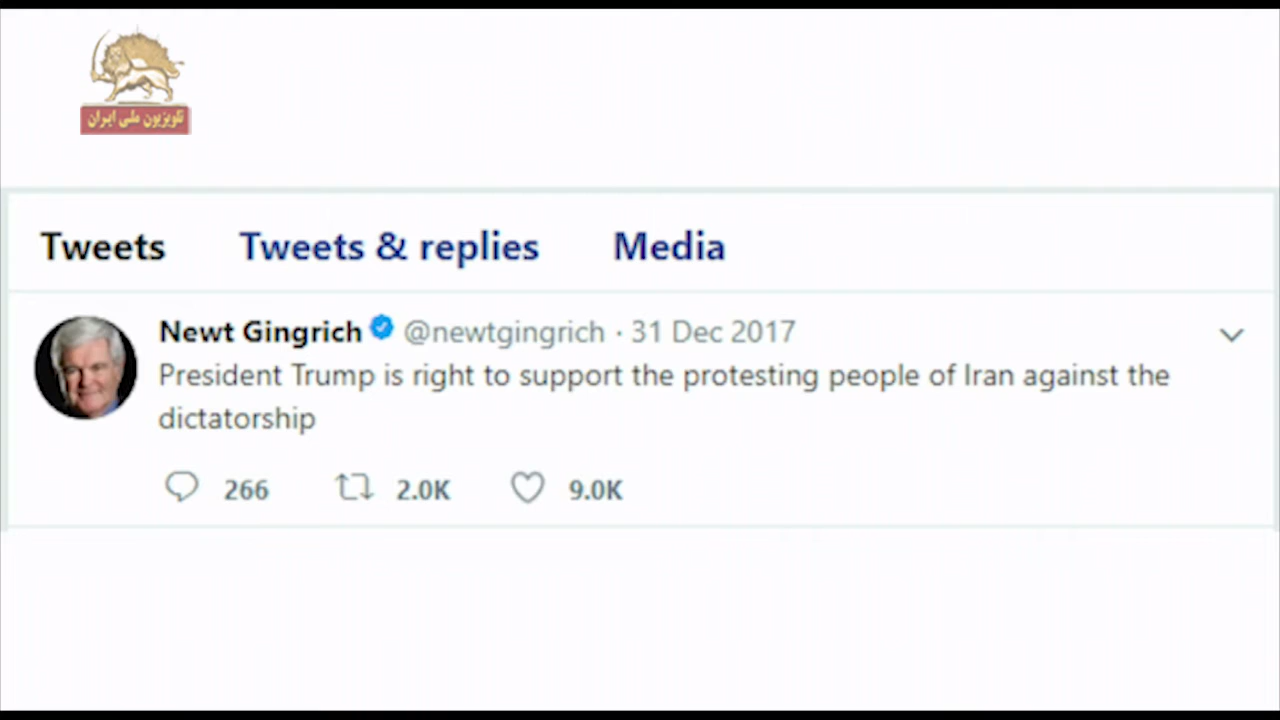 تلویزیون ملی ایران
Tweets Tweets & replies Media
Newt Gingrich @newtgingrich · 31 Dec 2017
President Trump is right to support the protesting people of Iran against the
dictatorship
266 2.0K 9.0K